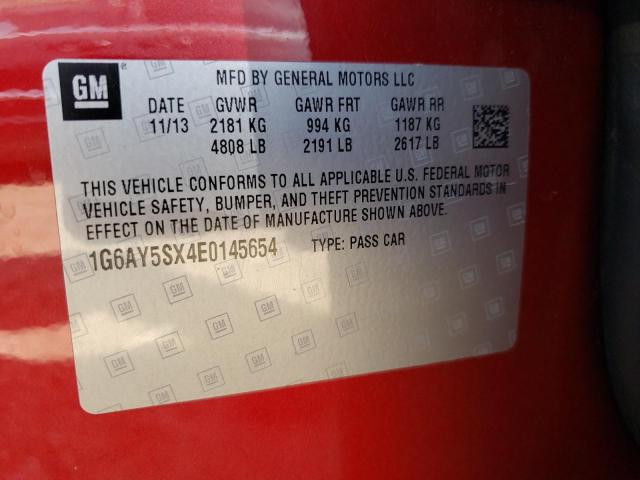 GM
MFD BY GENERAL MOTORS LLC
DATE GVWR GAWR FRT GAWR RR
11/13 2181 KG 994 KG 1187 KG
4808 LB 2191 LB 2617 LB
THIS VEHICLE CONFORMS TO ALL APPLICABLE U.S. FEDERAL MOTOR
VEHICLE SAFETY, BUMPER, AND THEFT PREVENTION STANDARDS IN
EFFECT ON THE DATE OF MANUFACTURE SHOWN ABOVE.
1G6AY5SX4E0145654 TYPE: PASS CAR